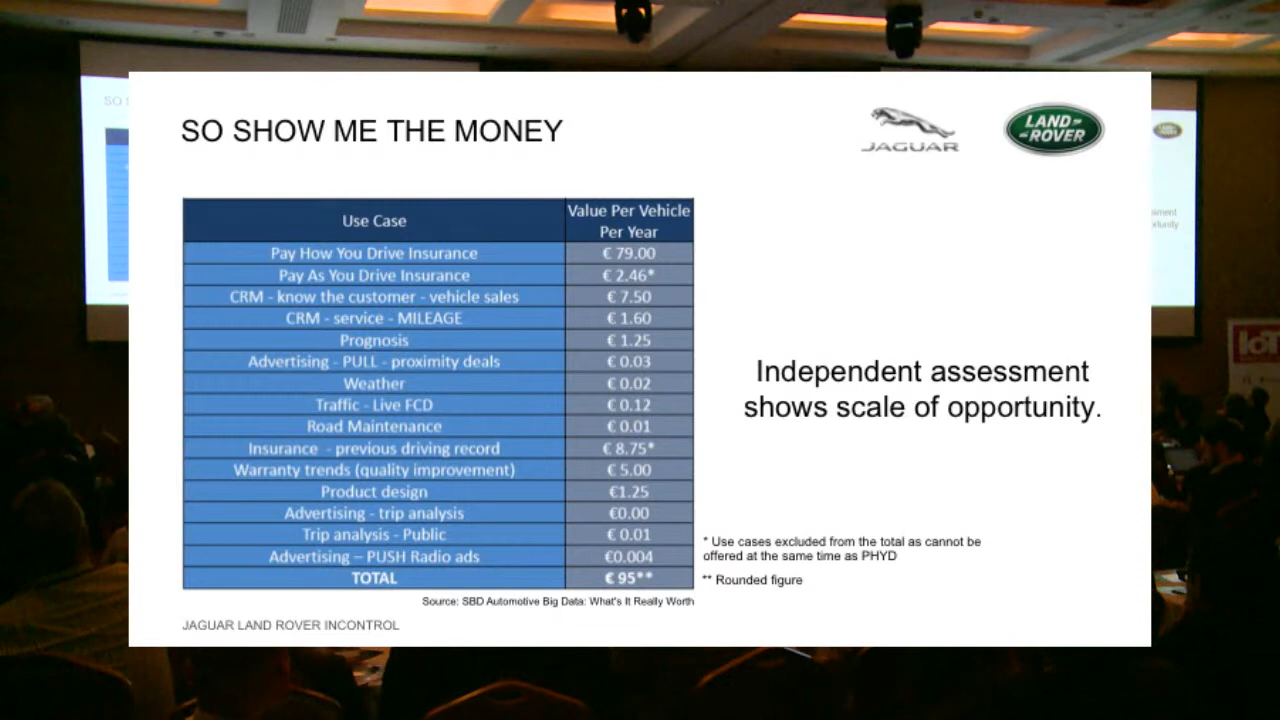 SO SHOW ME THE MONEY
JAGUAR
LAND
ROVER
Use Case
Value Per Vehicle
Per Year
Pay How You Drive Insurance € 79.00
Pay As You Drive Insurance € 2.46*
CRM - know the customer - vehicle sales € 7.50
CRM - service - MILEAGE € 1.60
Prognosis € 1.25
Advertising - PULL - proximity deals € 0.03
Weather € 0.02
Traffic - Live FCD € 0.12
Road Maintenance € 0.01
Insurance - previous driving record € 8.75*
Warranty trends (quality improvement) € 5.00
Product design €1.25
Advertising - trip analysis €0.00
Trip analysis - Public € 0.01
Advertising – PUSH Radio ads €0.004
TOTAL € 95**
Independent assessment
shows scale of opportunity.
* Use cases excluded from the total as cannot be
offered at the same time as PHYD
** Rounded figure
Source: SBD Automotive Big Data: What's It Really Worth
JAGUAR LAND ROVER INCONTROL
SO
IoT